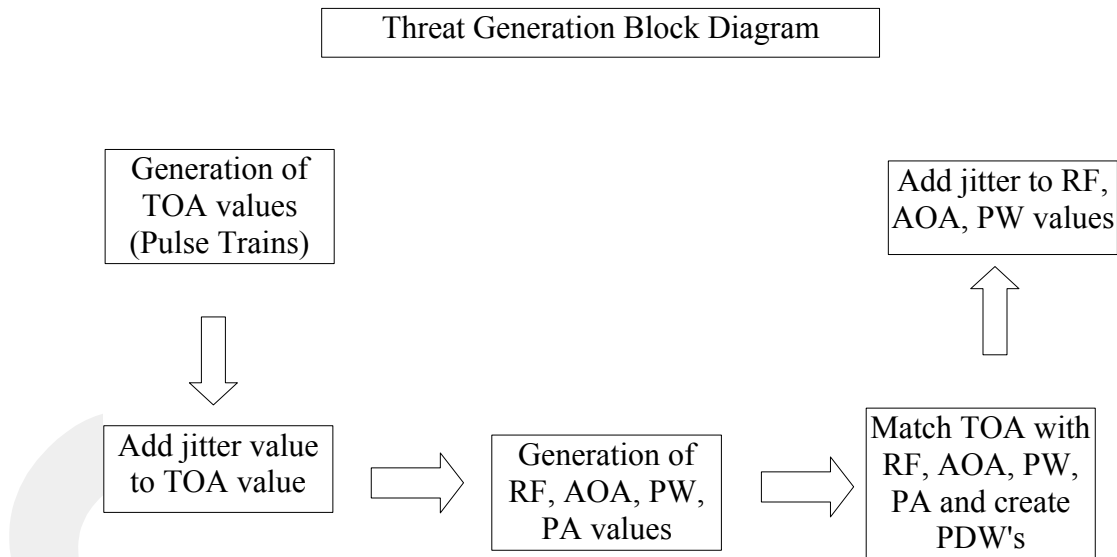 Threat Generation Block Diagram
Generation of
TOA values
(Pulse Trains)
Add jitter value
to TOA value
Generation of
RF, AOA, PW,
PA values
Match TOA with
RF, AOA, PW,
PA and create
PDW's
Add jitter to RF,
AOA, PW values